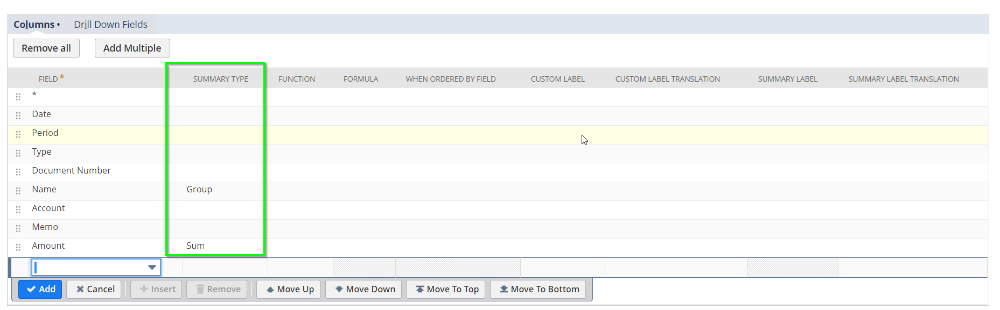 Columns • Drill Down Fields
Remove all Add Multiple
FIELD* SUMMARY TYPE FUNCTION FORMULA WHEN ORDERED BY FIELD CUSTOM LABEL CUSTOM LABEL TRANSLATION SUMMARY LABEL SUMMARY LABEL TRANSLATION
*
Date
Period
Type
Document Number
Name Group
Account
Memo
Amount Sum
Add Cancel Insert Remove Move Up Move Down Move To Top Move To Bottom